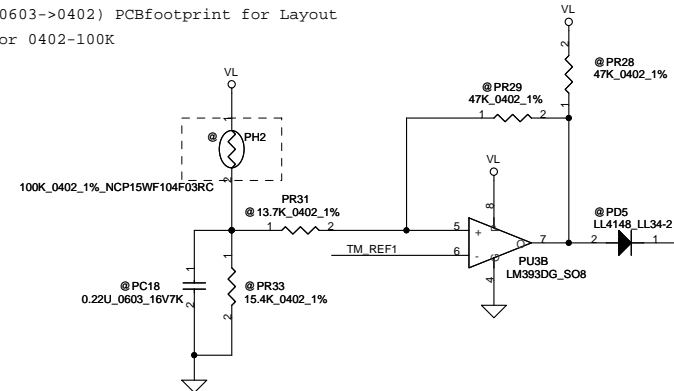 0603->0402) PCBfootprint for Layout
or 0402-100K
VL
2
@PR28
47K_0402_1%
1
@PR29
47K_0402_1%
1
2
VL
1
@
PH2
2
100K_0402_1%_NCP15WF104F03RC
PR31
@13.7K_0402_1%
1
2
VL
8
5
+
P
O
7
6
-
G
4
TM_REF1
PU3B
LM393DG_SO8
@PD5
LL4148_LL34-2
2
1
1
@PC18
0.22U_0603_16V7K
2
1
@PR33
15.4K_0402_1%
2